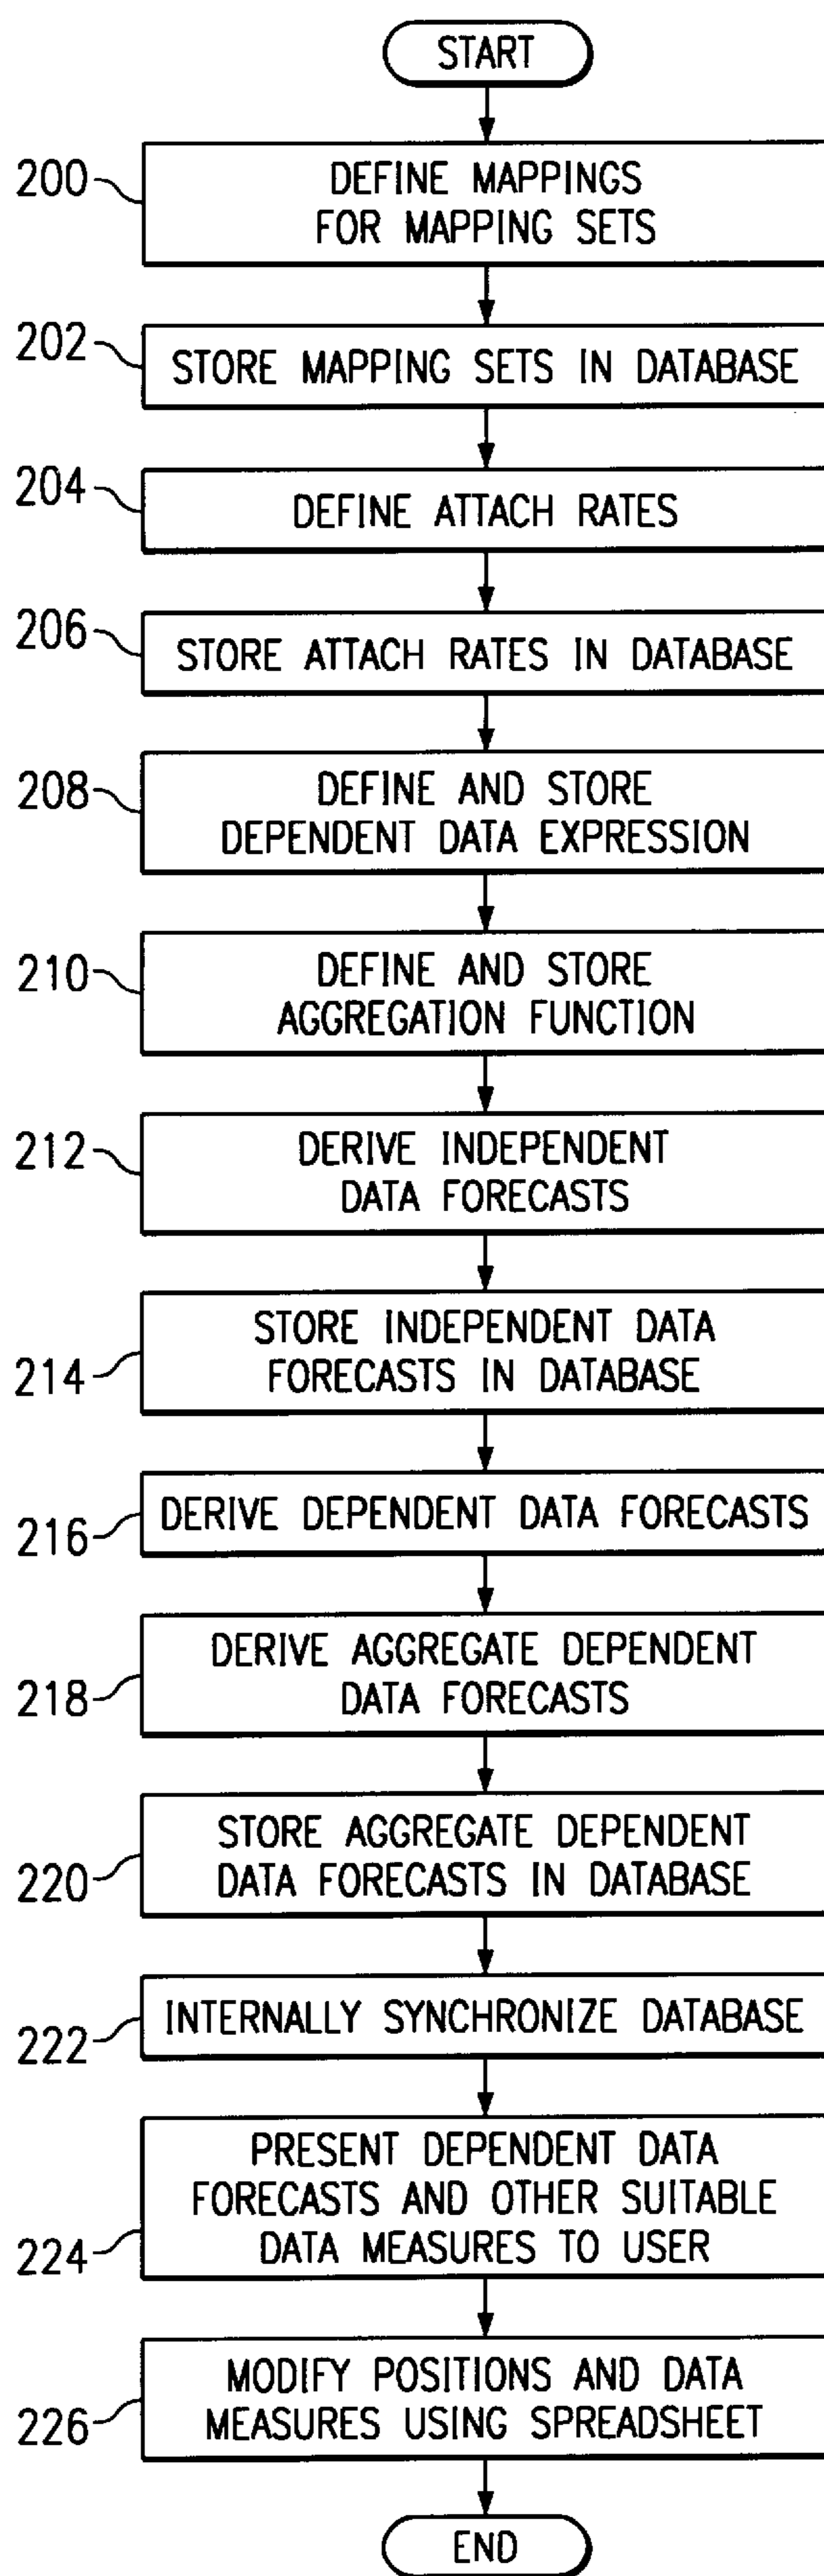 START
200
DEFINE MAPPINGS
FOR MAPPING SETS
202
STORE MAPPING SETS IN DATABASE
204
DEFINE ATTACH RATES
206
STORE ATTACH RATES IN DATABASE
208
DEFINE AND STORE
DEPENDENT DATA EXPRESSION
210
DEFINE AND STORE
AGGREGATION FUNCTION
212
DERIVE INDEPENDENT
DATA FORECASTS
214
STORE INDEPENDENT DATA
FORECASTS IN DATABASE
216
DERIVE DEPENDENT DATA FORECASTS
218
DERIVE AGGREGATE DEPENDENT
DATA FORECASTS
220
STORE AGGREGATE DEPENDENT
DATA FORECASTS IN DATABASE
222
INTERNALLY SYNCHRONIZE DATABASE
224
PRESENT DEPENDENT DATA
FORECASTS AND OTHER SUITABLE
DATA MEASURES TO USER
226
MODIFY POSITIONS AND DATA
MEASURES USING SPREADSHEET
END